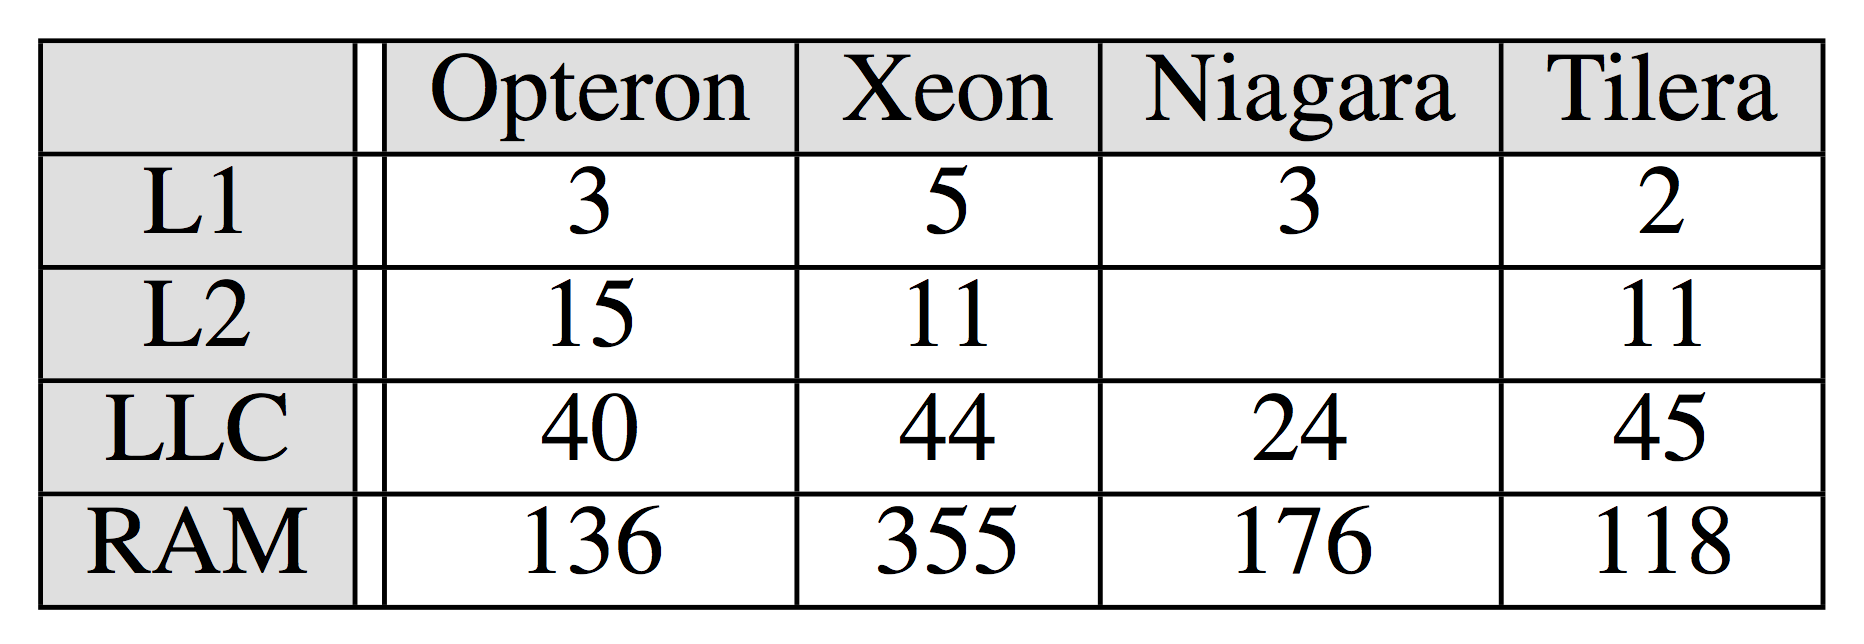 Opteron Xeon Niagara Tilera
L1 3 5 3 2
L2 15 11 11
LLC 40 44 24 45
RAM 136 355 176 118